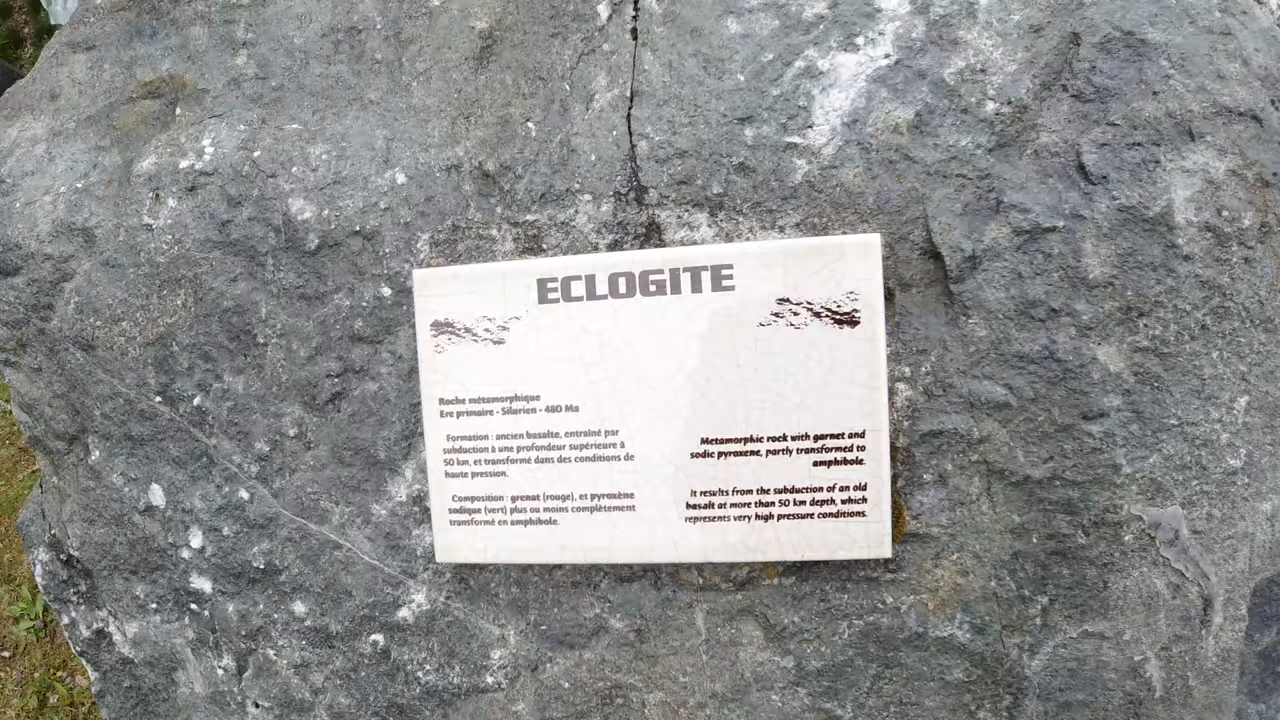 ECLOGITE
Roche métamorphique
Ere primaire - Silurien - 480 Ma
Formation : ancien basalte, entraîné par
subduction à une profondeur supérieure à
50 km, et transformé dans des conditions de
haute pression.
Composition : grenat (rouge), et pyroxène
sodique (vert) plus ou moins complètement
transformé en amphibole.
Metamorphic rock with garnet and
sodic pyroxene, partly transformed to
amphibole.
It results from the subduction of an old
basalt at more than 50 km depth, which
represents very high pressure conditions.